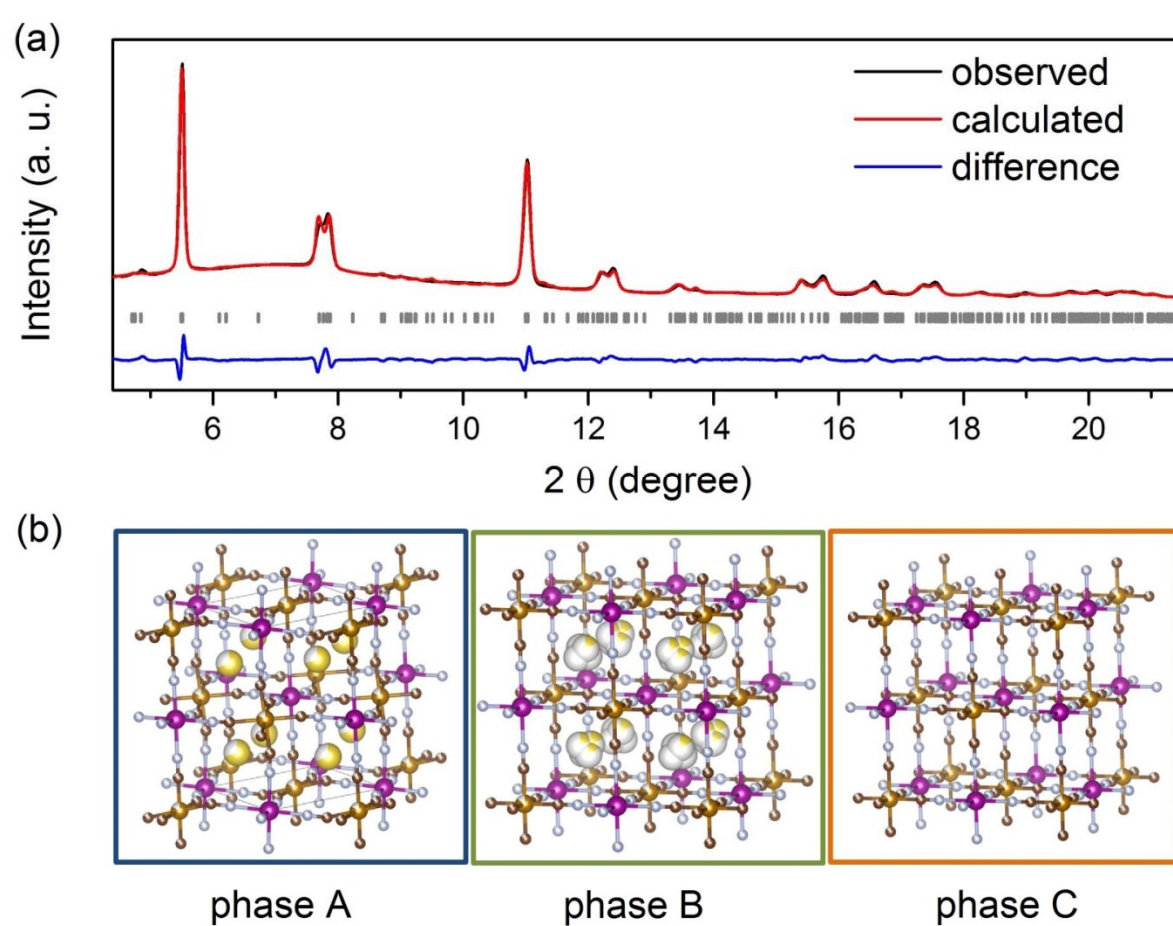 (a)
Intensity (a. u.)
observed
calculated
difference
6 8 10 12 14 16 18 20
2 θ (degree)
(b)
phase A phase B phase C